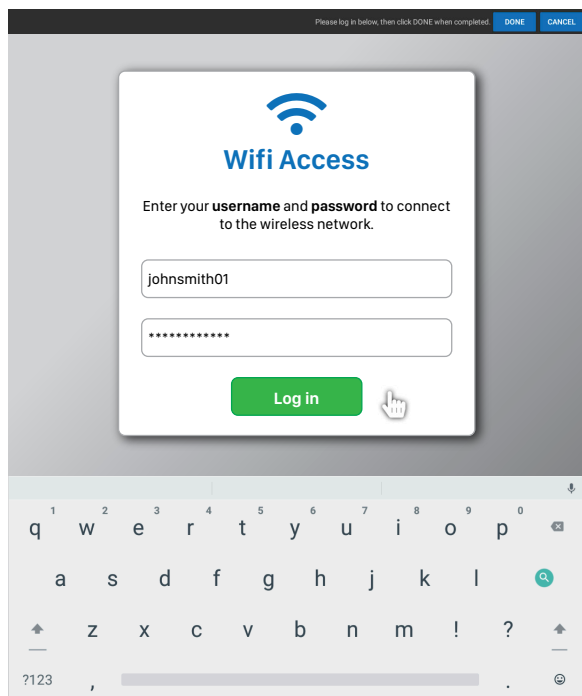 Please log in below, then click DONE when completed. DONE CANCEL
Wifi Access
Enter your username and password to connect
to the wireless network.
johnsmith01
************
Log in
1 2 3 4 5 6 7 8 9 0
q w e r t y u i o p
a s d f g h j k l
z x c v b n m ! ?
?123 , .